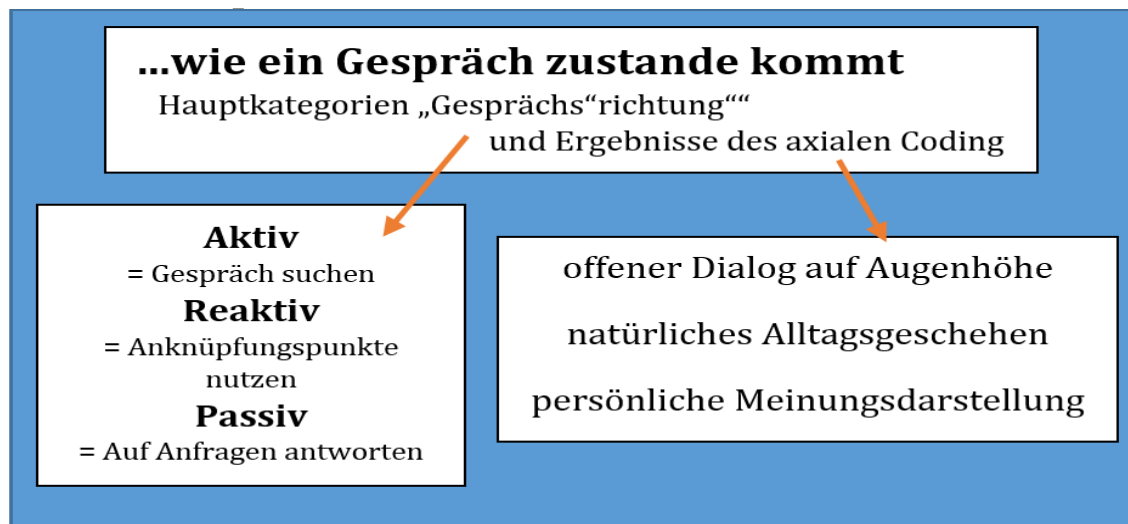 ...wie ein Gespräch zustande kommt
Hauptkategorien „Gesprächs“richtung““
und Ergebnisse des axialen Coding
Aktiv
= Gespräch suchen
Reaktiv
= Anknüpfungspunkte
nutzen
Passiv
= Auf Anfragen antworten
offener Dialog auf Augenhöhe
natürliches Alltagsgeschehen
persönliche Meinungsdarstellung